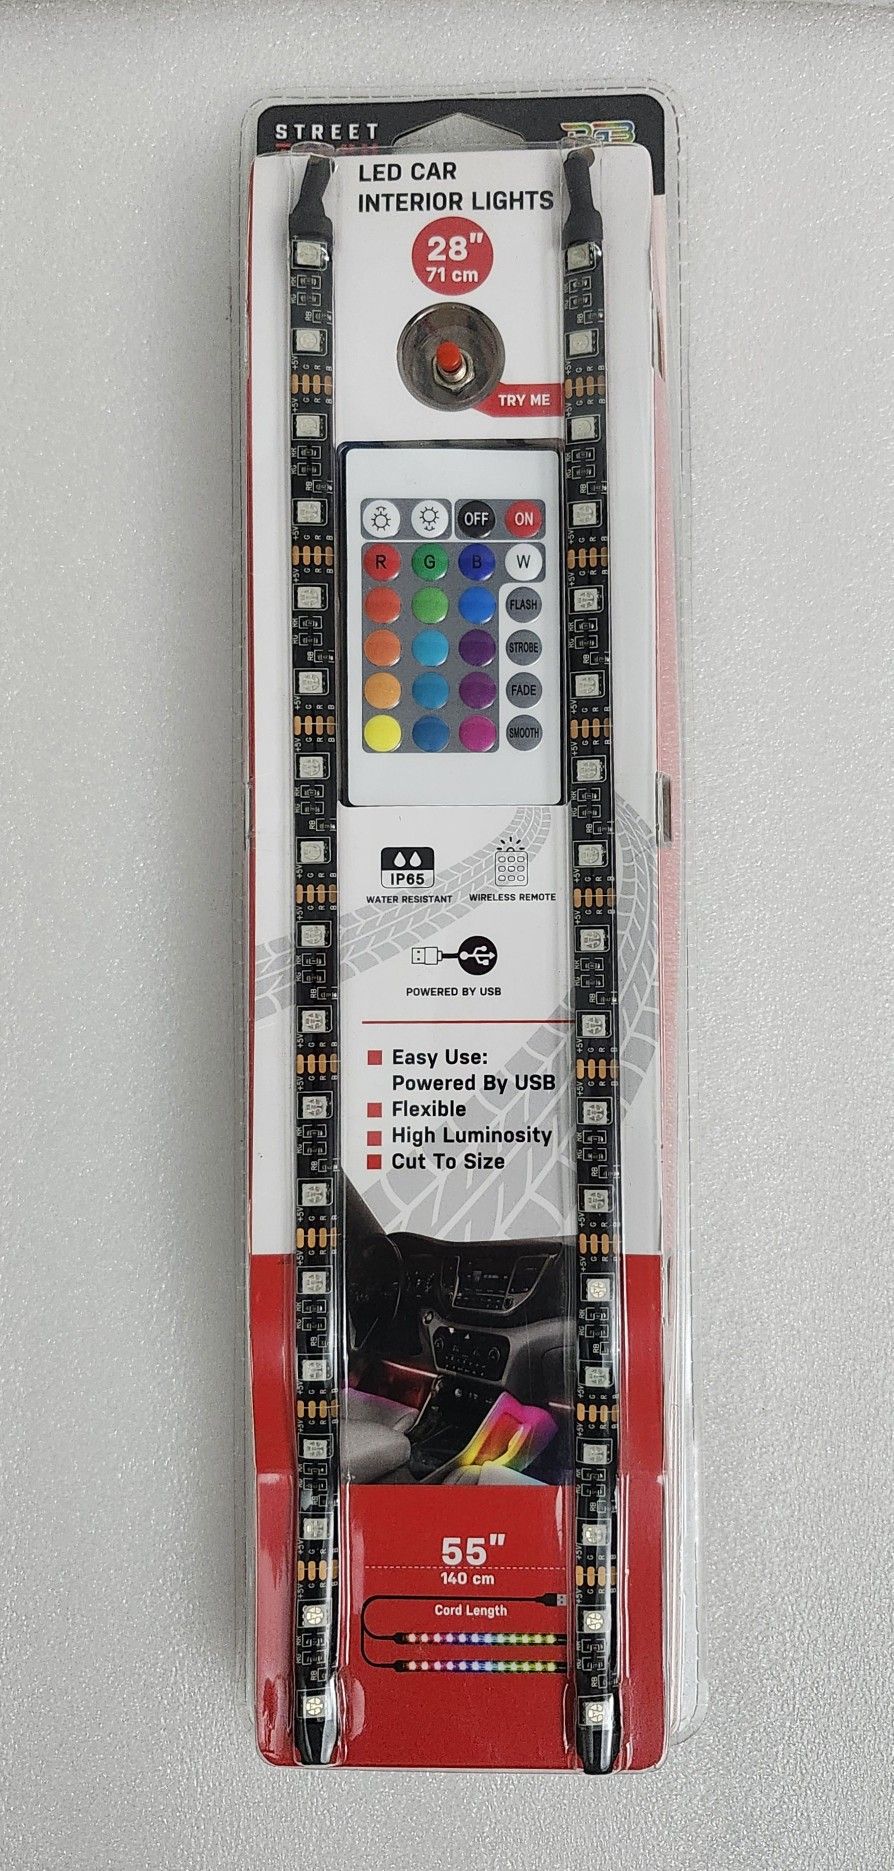 STREET
RGB
LED CAR
INTERIOR LIGHTS
28"
71 cm
TRY ME
OFF ON
R G B W
FLASH
STROBE
FADE
SMOOTH
IP65
WATER RESISTANT WIRELESS REMOTE
POWERED BY USB
Easy Use:
Powered By USB
Flexible
High Luminosity
Cut To Size
55"
140 cm
Cord Length